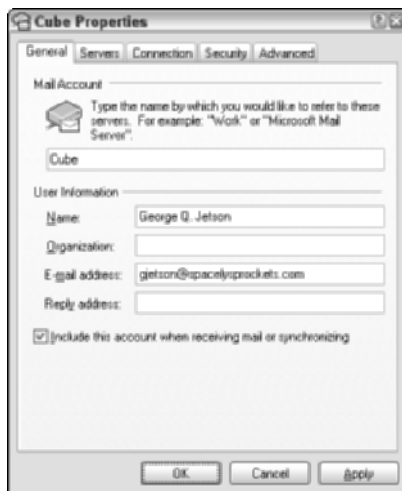 Cube Properties
General Servers Connection Security Advanced
Mail Account
Type the name by which you would like to refer to these
servers. For example: "Work" or "Microsoft Mail
Server".
Cube
User Information
Name: George Q. Jetson
Organization:
E-mail address: gjetson@spacelysprockets.com
Reply address:
Include this account when receiving mail or synchronizing
OK Cancel Apply